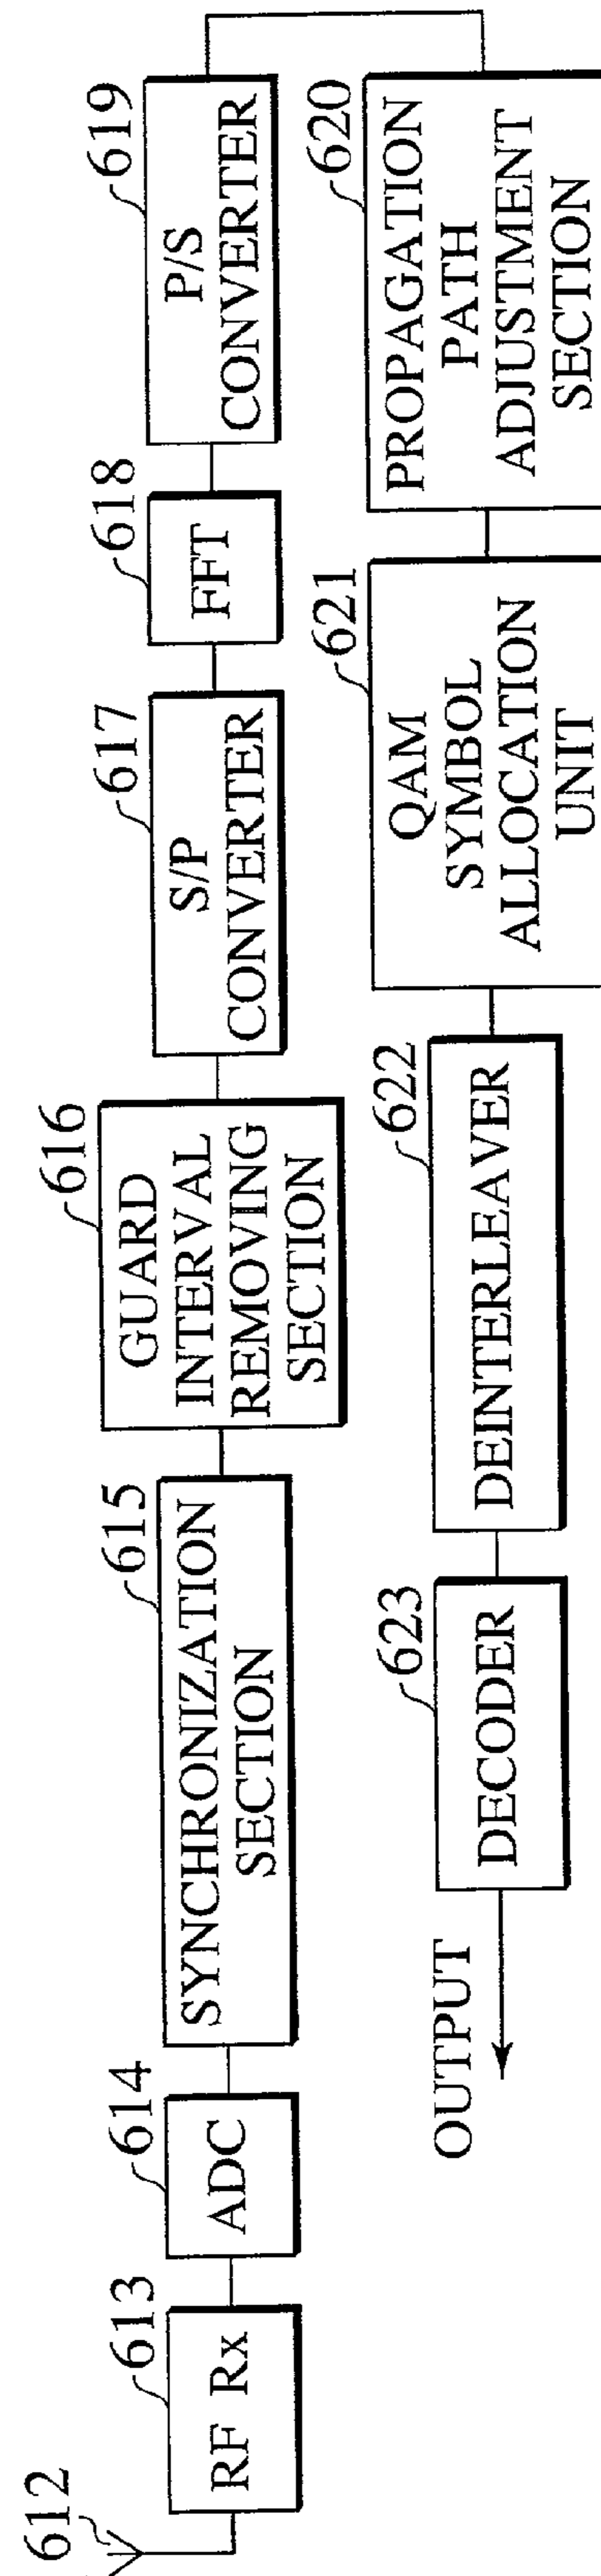 612
613
RF Rx
614
ADC
615
SYNCHRONIZATION
SECTION
616
GUARD
INTERVAL
REMOVING
SECTION
617
S/P
CONVERTER
618
FFT
619
P/S
CONVERTER
620
PROPAGATION
PATH
ADJUSTMENT
SECTION
621
QAM
SYMBOL
ALLOCATION
UNIT
622
DEINTERLEAVER
623
DECODER
OUTPUT